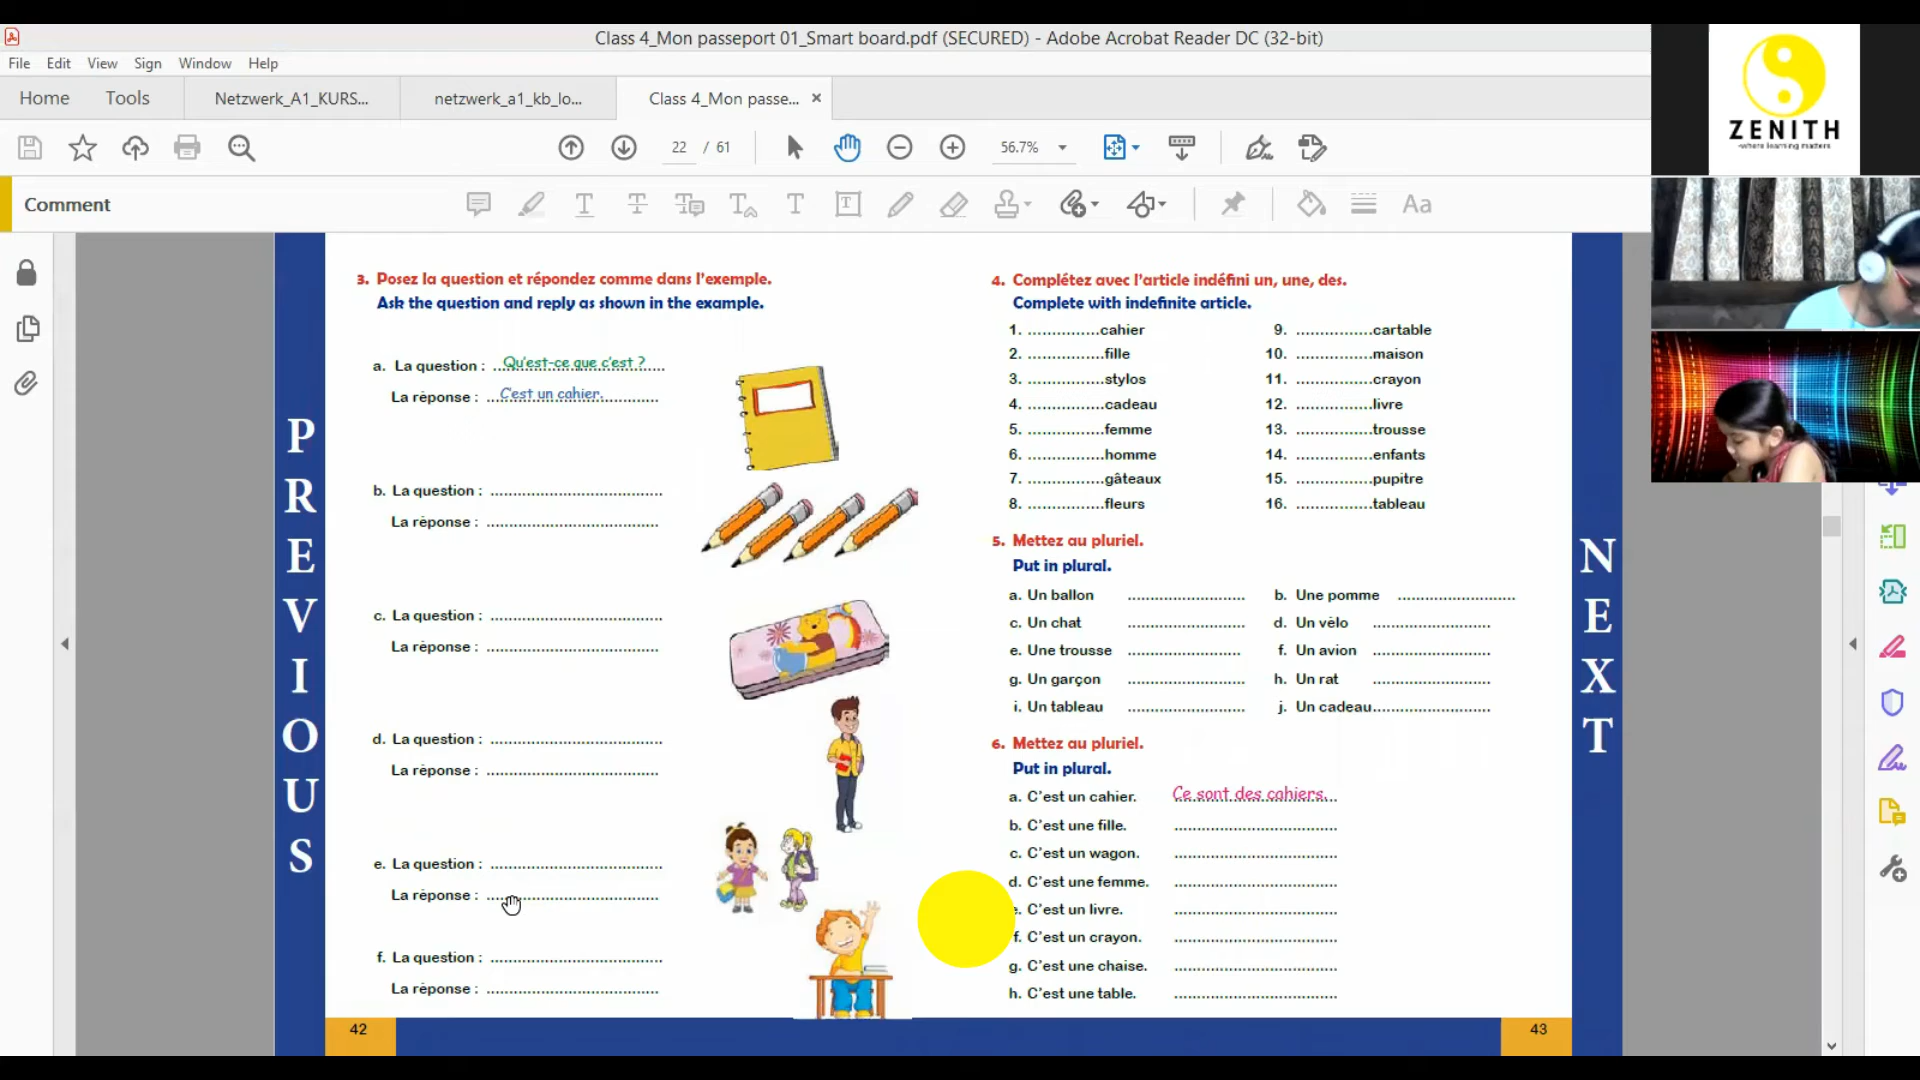 Class 4_Mon passeport 01_Smart board.pdf (SECURED) - Adobe Acrobat Reader DC (32-bit)
File Edit View Sign Window Help
Home Tools Netzwerk_A1_KURS... netzwerk_a1_kb_lo... Class 4_Mon passe... ×
22 / 61 56.7%
Comment
ZENITH
-where learning matters
PREVIOUS
3. Posez la question et répondez comme dans l'exemple.
Ask the question and reply as shown in the example.
a. La question : Qu'est-ce que c'est ?
La réponse : C'est un cahier.
b. La question : ......................................
La réponse : ......................................
c. La question : ......................................
La réponse : ......................................
d. La question : ......................................
La réponse : ......................................
e. La question : ......................................
La réponse : ......................................
f. La question : ......................................
La réponse : ......................................
42
4. Complétez avec l'article indéfini un, une, des.
Complete with indefinite article.
1. ................cahier
2. ................fille
3. ................stylos
4. ................cadeau
5. ................femme
6. ................homme
7. ................gâteaux
8. ................fleurs
9. ................cartable
10. ................maison
11. ................crayon
12. ................livre
13. ................trousse
14. ................enfants
15. ................pupitre
16. ................tableau
5. Mettez au pluriel.
Put in plural.
a. Un ballon .......................... b. Une pomme ..........................
c. Un chat .......................... d. Un vélo ..........................
e. Une trousse .......................... f. Un avion ..........................
g. Un garçon .......................... h. Un rat ..........................
i. Un tableau .......................... j. Un cadeau..........................
6. Mettez au pluriel.
Put in plural.
a. C'est un cahier. Ce sont des cahiers.
b. C'est une fille. ....................................
c. C'est un wagon. ....................................
d. C'est une femme. ....................................
e. C'est un livre. ....................................
f. C'est un crayon. ....................................
g. C'est une chaise. ....................................
h. C'est une table. ....................................
43
NEXT